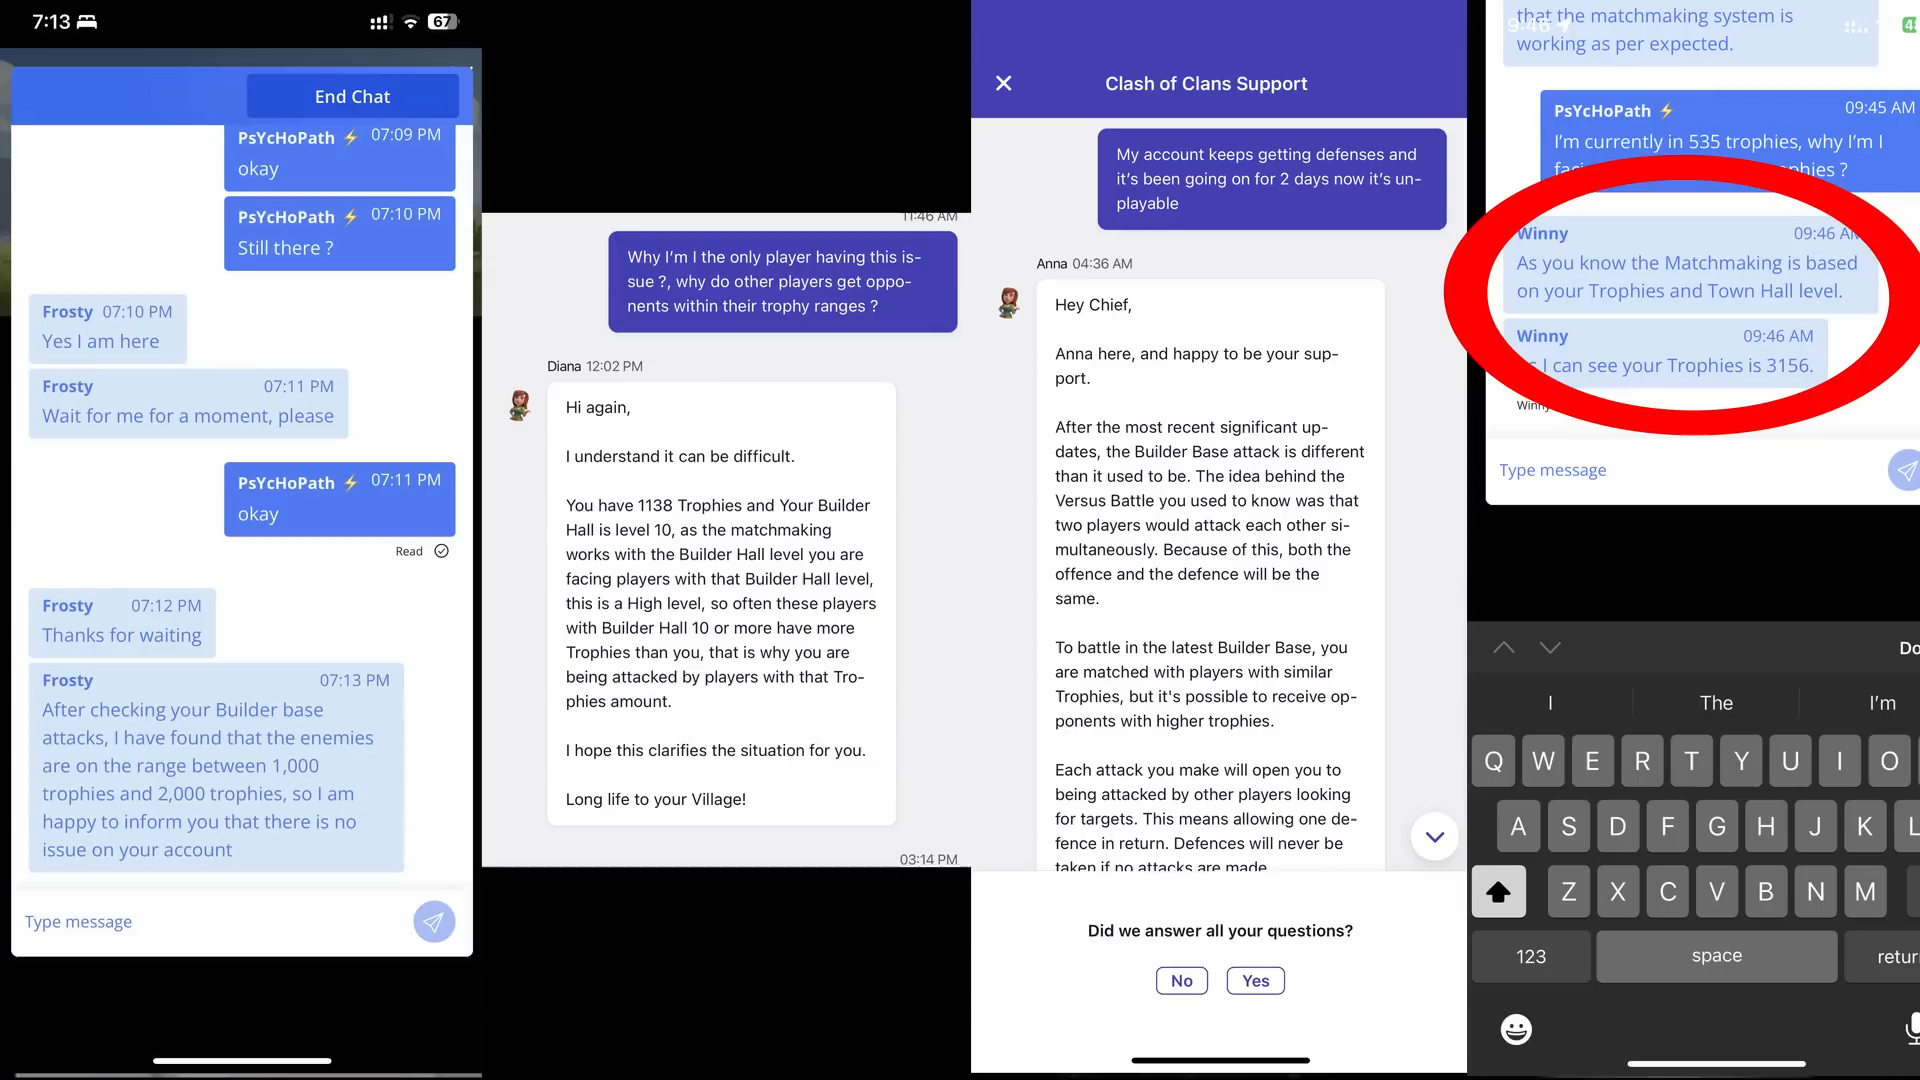 7:13
67
End Chat
PsYcHoPath ⚡ 07:09 PM
okay
PsYcHoPath ⚡ 07:10 PM
Still there ?
Frosty 07:10 PM
Yes I am here
Frosty 07:11 PM
Wait for me for a moment, please
PsYcHoPath ⚡ 07:11 PM
okay
Read
Frosty 07:12 PM
Thanks for waiting
Frosty 07:13 PM
After checking your Builder base
attacks, I have found that the enemies
are on the range between 1,000
trophies and 2,000 trophies, so I am
happy to inform you that there is no
issue on your account
Type message
11:46 AM
Why I’m I the only player having this is-
sue ?, why do other players get oppo-
nents within their trophy ranges ?
Diana 12:02 PM
Hi again,
I understand it can be difficult.
You have 1138 Trophies and Your Builder
Hall is level 10, as the matchmaking
works with the Builder Hall level you are
facing players with that Builder Hall level,
this is a High level, so often these players
with Builder Hall 10 or more have more
Trophies than you, that is why you are
being attacked by players with that Tro-
phies amount.
I hope this clarifies the situation for you.
Long life to your Village!
03:14 PM
Clash of Clans Support
My account keeps getting defenses and
it’s been going on for 2 days now it’s un-
playable
Anna 04:36 AM
Hey Chief,
Anna here, and happy to be your sup-
port.
After the most recent significant up-
dates, the Builder Base attack is different
than it used to be. The idea behind the
Versus Battle you used to know was that
two players would attack each other si-
multaneously. Because of this, both the
offence and the defence will be the
same.
To battle in the latest Builder Base, you
are matched with players with similar
Trophies, but it's possible to receive op-
ponents with higher trophies.
Each attack you make will open you to
being attacked by other players looking
for targets. This means allowing one de-
fence in return. Defences will never be
taken if no attacks are made
Did we answer all your questions?
No Yes
9:46
that the matchmaking system is
working as per expected.
PsYcHoPath ⚡ 09:45 AM
I’m currently in 535 trophies, why I’m I
?
Winny 09:46 AM
As you know the Matchmaking is based
on your Trophies and Town Hall level.
Winny 09:46 AM
I can see your Trophies is 3156.
Winny
Type message
I The I’m
Q W E R T Y U I O
A S D F G H J K L
Z X C V B N M
123 space